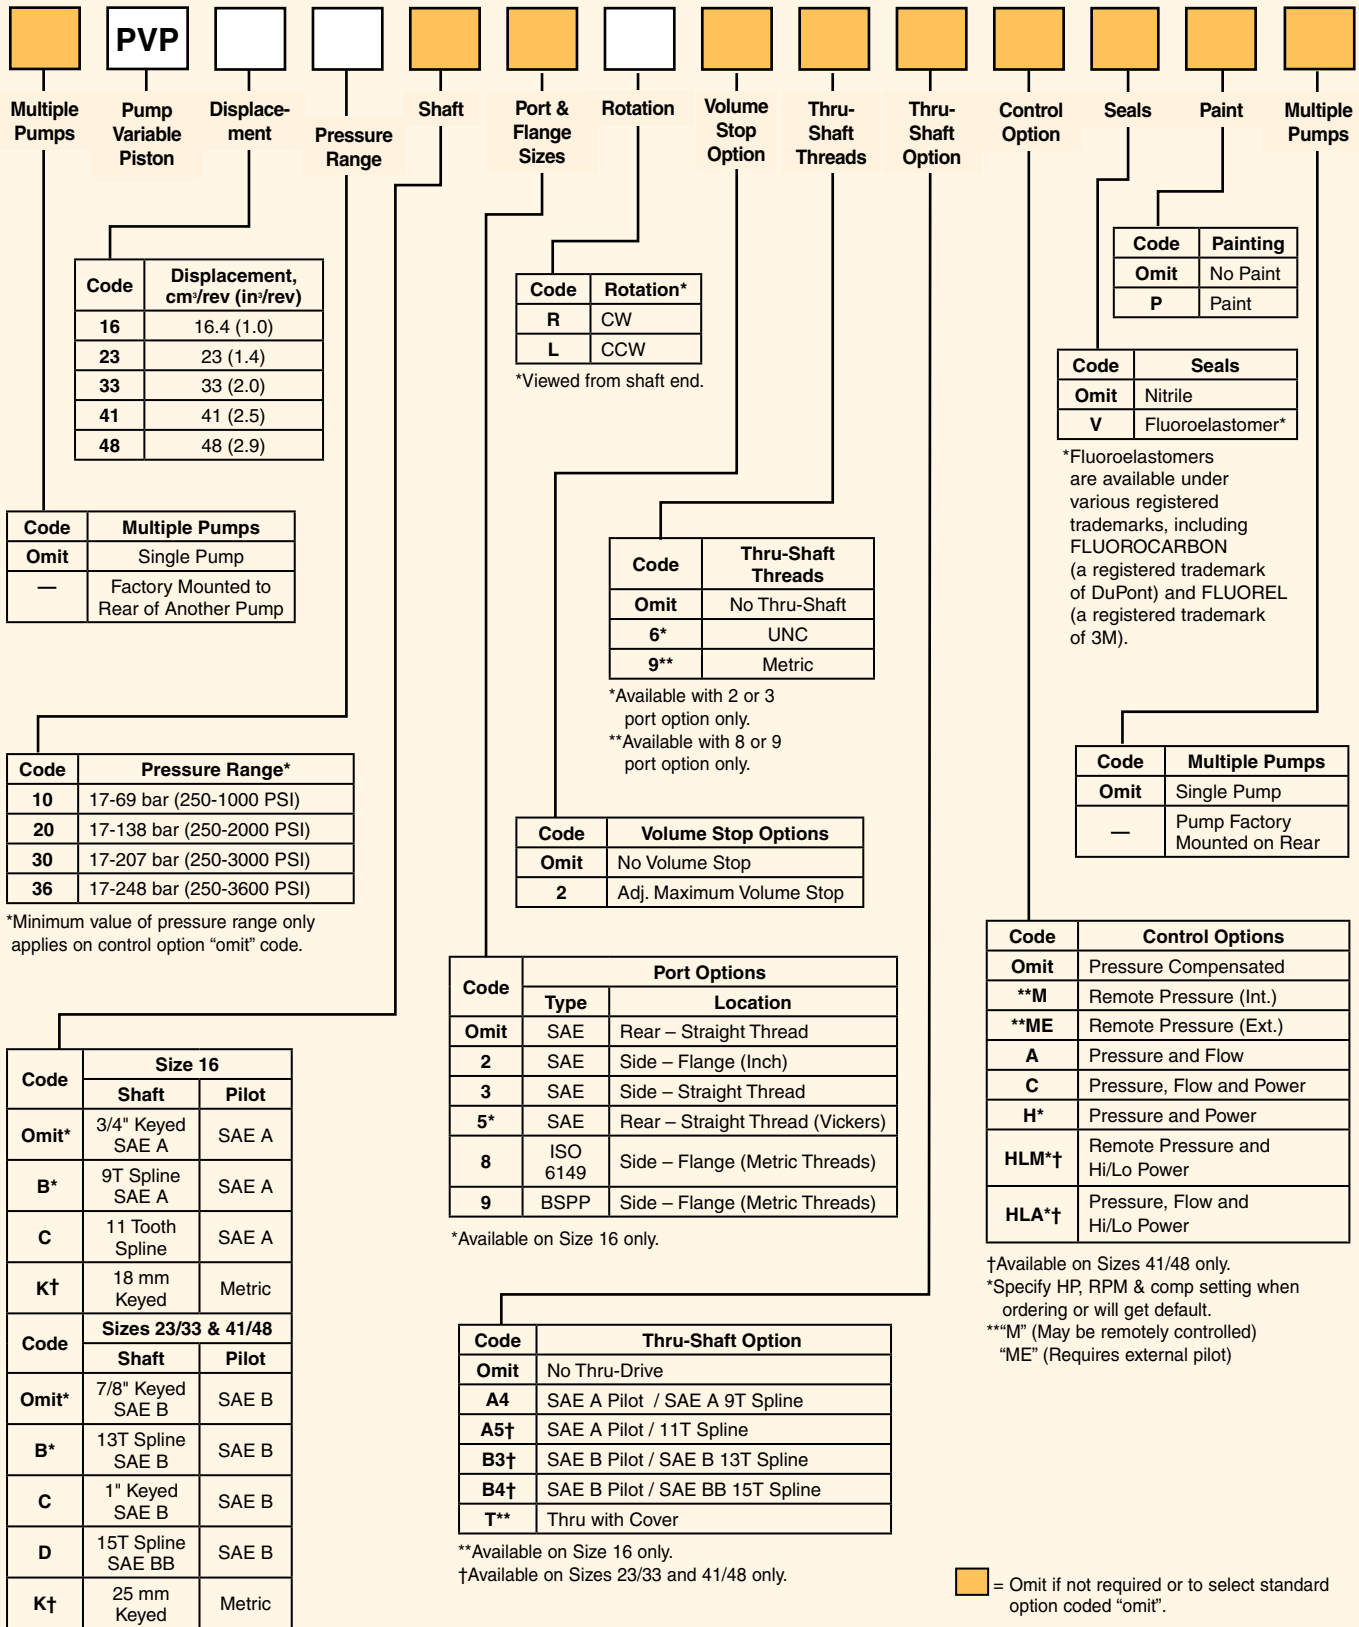 PVP
Multiple
Pumps
Pump
Variable
Piston
Displace-
ment
Pressure
Range
Shaft
Port &
Flange
Sizes
Rotation
Volume
Stop
Option
Thru-
Shaft
Threads
Thru-
Shaft
Option
Control
Option
Seals
Paint
Multiple
Pumps
Code Displacement,
cm³/rev (in³/rev)
16 16.4 (1.0)
23 23 (1.4)
33 33 (2.0)
41 41 (2.5)
48 48 (2.9)
Code Rotation*
R CW
L CCW
*Viewed from shaft end.
Code Painting
Omit No Paint
P Paint
Code Seals
Omit Nitrile
V Fluoroelastomer*
*Fluoroelastomers
are available under
various registered
trademarks, including
FLUOROCARBON
(a registered trademark
of DuPont) and FLUOREL
(a registered trademark
of 3M).
Code Multiple Pumps
Omit Single Pump
— Factory Mounted to
Rear of Another Pump
Code Thru-Shaft
Threads
Omit No Thru-Shaft
6* UNC
9** Metric
*Available with 2 or 3
port option only.
**Available with 8 or 9
port option only.
Code Pressure Range*
10 17-69 bar (250-1000 PSI)
20 17-138 bar (250-2000 PSI)
30 17-207 bar (250-3000 PSI)
36 17-248 bar (250-3600 PSI)
*Minimum value of pressure range only
applies on control option “omit” code.
Code Multiple Pumps
Omit Single Pump
— Pump Factory
Mounted on Rear
Code Volume Stop Options
Omit No Volume Stop
2 Adj. Maximum Volume Stop
Code Port Options
Type Location
Omit SAE Rear – Straight Thread
2 SAE Side – Flange (Inch)
3 SAE Side – Straight Thread
5* SAE Rear – Straight Thread (Vickers)
8 ISO
6149 Side – Flange (Metric Threads)
9 BSPP Side – Flange (Metric Threads)
*Available on Size 16 only.
Code Control Options
Omit Pressure Compensated
**M Remote Pressure (Int.)
**ME Remote Pressure (Ext.)
A Pressure and Flow
C Pressure, Flow and Power
H* Pressure and Power
HLM*† Remote Pressure and
Hi/Lo Power
HLA*† Pressure, Flow and
Hi/Lo Power
†Available on Sizes 41/48 only.
*Specify HP, RPM & comp setting when
ordering or will get default.
**“M” (May be remotely controlled)
“ME” (Requires external pilot)
Code Size 16
Shaft Pilot
Omit* 3/4" Keyed
SAE A SAE A
B* 9T Spline
SAE A SAE A
C 11 Tooth
Spline SAE A
K† 18 mm
Keyed Metric
Code Sizes 23/33 & 41/48
Shaft Pilot
Omit* 7/8" Keyed
SAE B SAE B
B* 13T Spline
SAE B SAE B
C 1" Keyed
SAE B SAE B
D 15T Spline
SAE BB SAE B
K† 25 mm
Keyed Metric
Code Thru-Shaft Option
Omit No Thru-Drive
A4 SAE A Pilot / SAE A 9T Spline
A5† SAE A Pilot / 11T Spline
B3† SAE B Pilot / SAE B 13T Spline
B4† SAE B Pilot / SAE BB 15T Spline
T** Thru with Cover
**Available on Size 16 only.
†Available on Sizes 23/33 and 41/48 only.
= Omit if not required or to select standard
option coded “omit”.